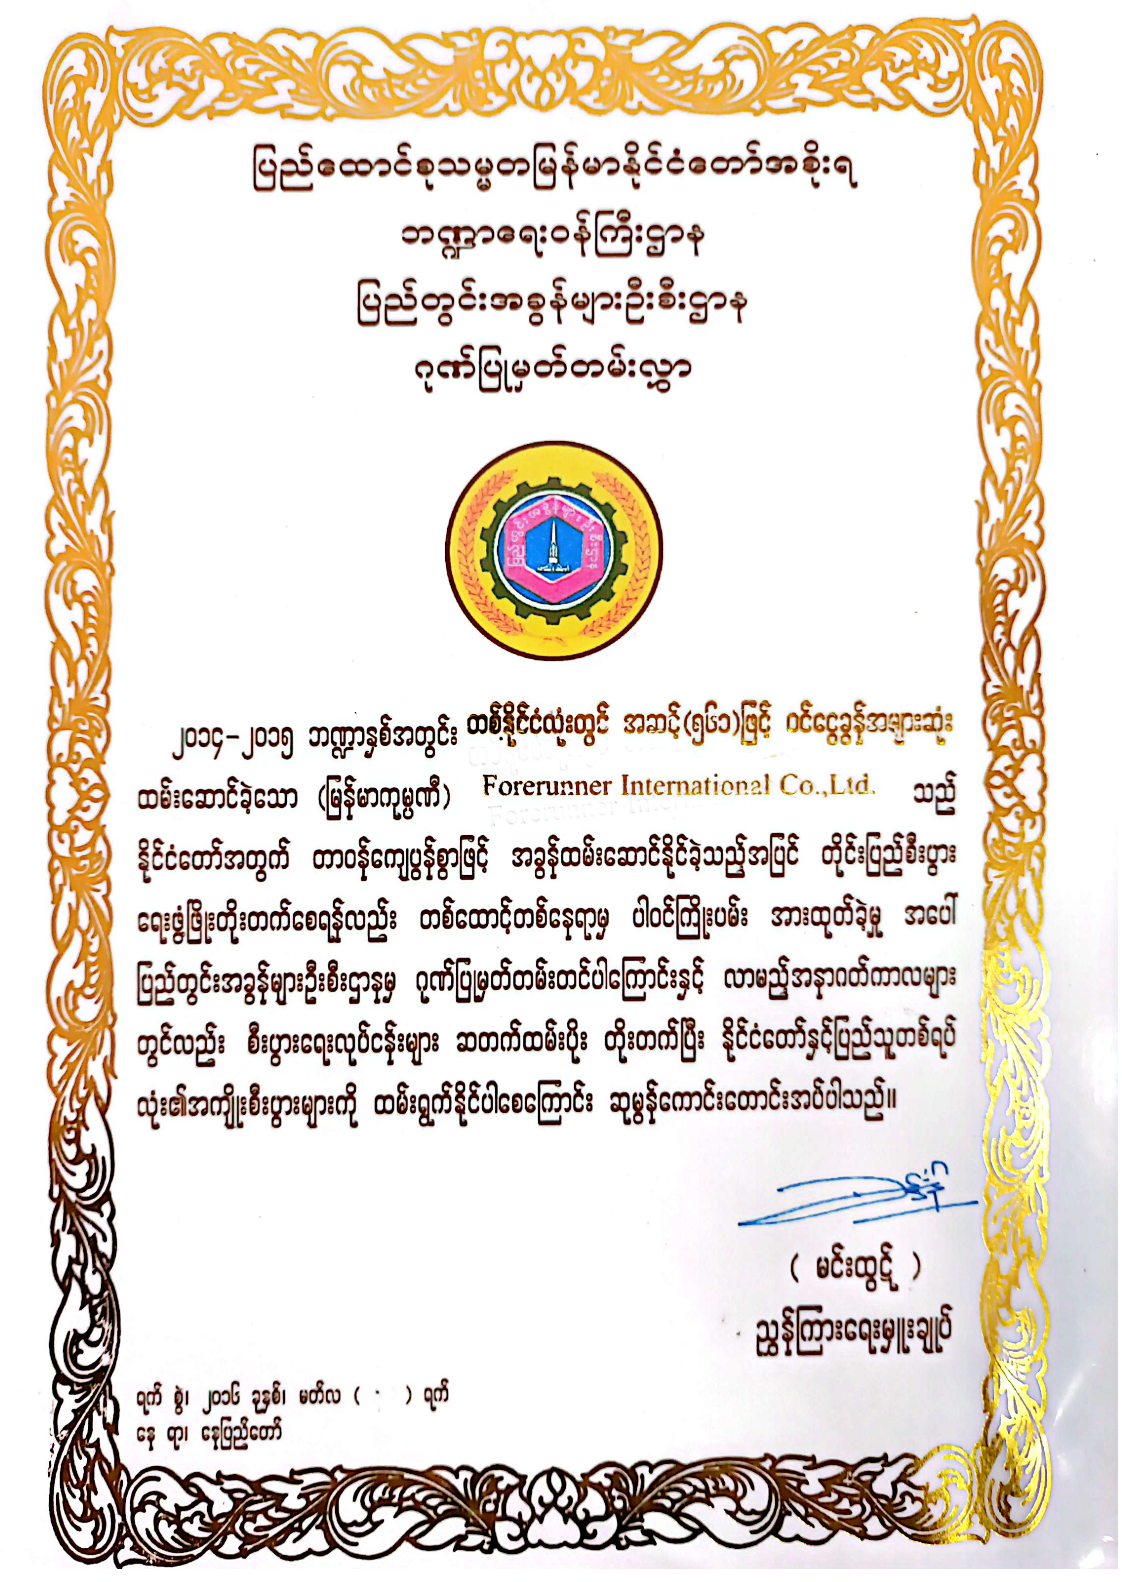 ပြည်ထောင်စုသမ္မတမြန်မာနိုင်ငံတော်အစိုးရ
ဘဏ္ဍာရေးဝန်ကြီးဌာန
ပြည်တွင်းအခွန်များဦးစီးဌာန
ဂုဏ်ပြုမှတ်တမ်းလွှာ
ပြည်တွင်းအခွန်များဦးစီးဌာန
၂၀၁၄-၂၀၁၅ ဘဏ္ဍာနှစ်အတွင်း တစ်နိုင်ငံလုံးတွင် အဆင့်(၅၆၁)ဖြင့် ဝင်ငွေခွန်အများဆုံး
ထမ်းဆောင်ခဲ့သော (မြန်မာကုမ္ပဏီ) Forerunner International Co.,Ltd. သည်
နိုင်ငံတော်အတွက် တာဝန်ကျေပွန်စွာဖြင့် အခွန်ထမ်းဆောင်နိုင်ခဲ့သည့်အပြင် တိုင်းပြည်စီးပွား
ရေးဖွံ့ဖြိုးတိုးတက်စေရန်လည်း တစ်ထောင့်တစ်နေရာမှ ပါဝင်ကြိုးပမ်း အားထုတ်ခဲ့မှု အပေါ်
ပြည်တွင်းအခွန်များဦးစီးဌာနမှ ဂုဏ်ပြုမှတ်တမ်းတင်ပါကြောင်းနှင့် လာမည့်အနာဂတ်ကာလများ
တွင်လည်း စီးပွားရေးလုပ်ငန်းများ ဆတက်ထမ်းပိုး တိုးတက်ပြီး နိုင်ငံတော်နှင့်ပြည်သူတစ်ရပ်
လုံး၏အကျိုးစီးပွားများကို ထမ်းရွက်နိုင်ပါစေကြောင်း ဆုမွန်ကောင်းတောင်းအပ်ပါသည်။
( မင်းထွဋ် )
ညွှန်ကြားရေးမှူးချုပ်
ရက် စွဲ၊ ၂၀၁၆ ခုနှစ်၊ မတ်လ ( ) ရက်
နေ ရာ၊ နေပြည်တော်